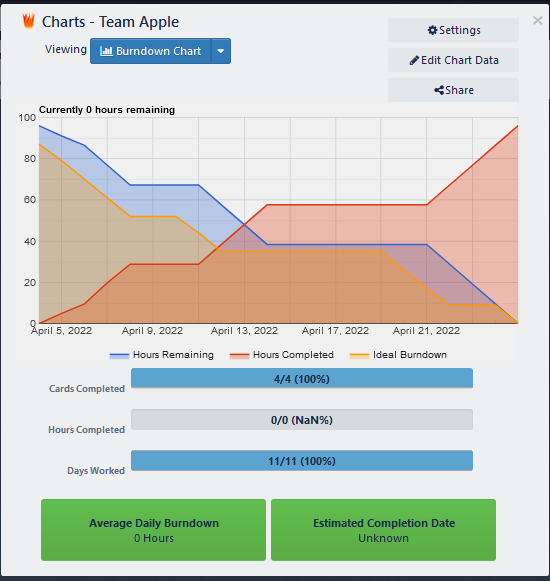 Charts - Team Apple
×
Viewing
Burndown Chart
Settings
Edit Chart Data
Share
Currently 0 hours remaining
100
80
60
40
20
0
April 5, 2022 April 9, 2022 April 13, 2022 April 17, 2022 April 21, 2022
Hours Remaining Hours Completed Ideal Burndown
Cards Completed 4/4 (100%)
Hours Completed 0/0 (NaN%)
Days Worked 11/11 (100%)
Average Daily Burndown
0 Hours
Estimated Completion Date
Unknown